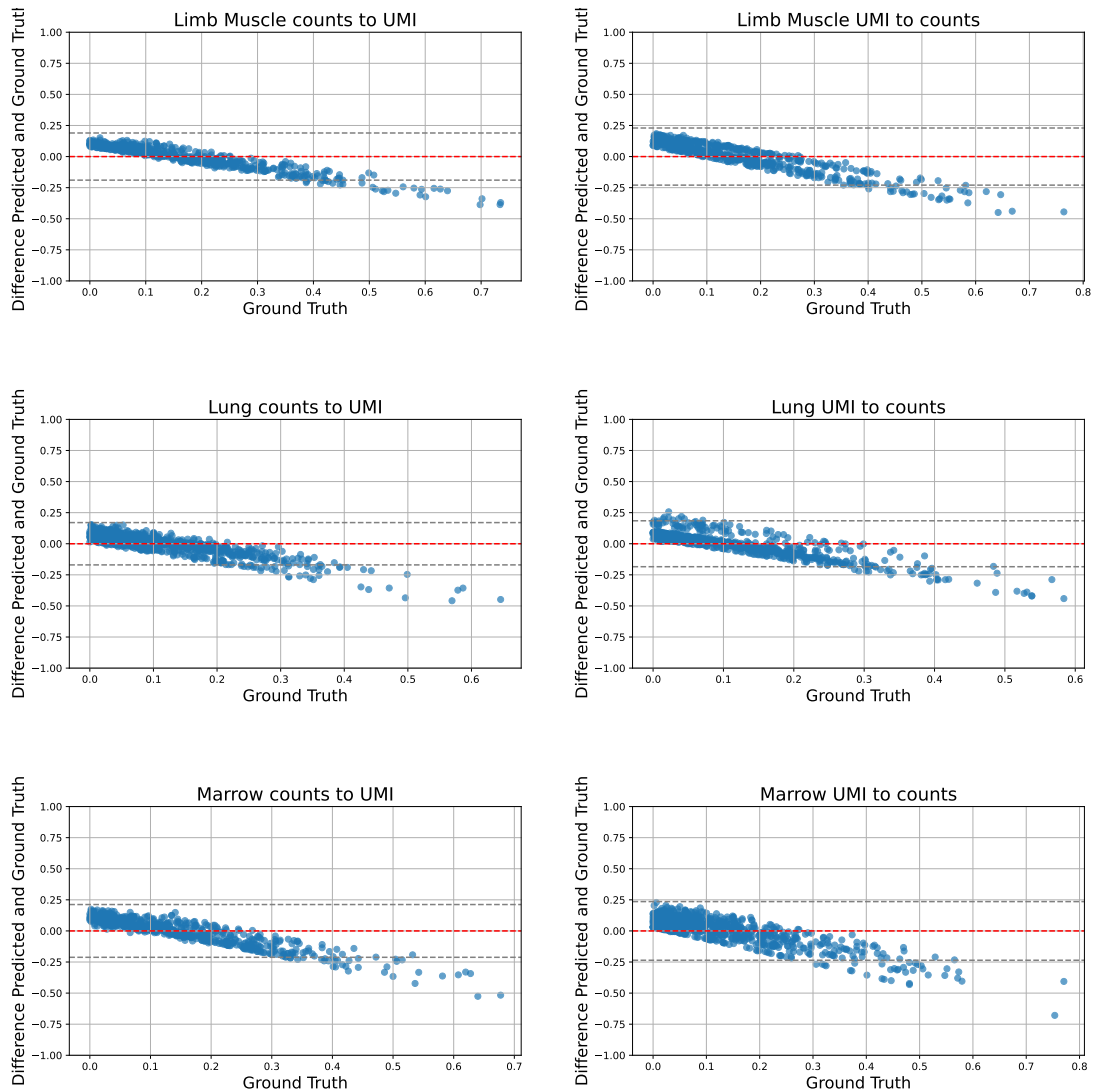 Limb Muscle counts to UMI
Difference Predicted and Ground Truth
1.00
0.75
0.50
0.25
0.00
−0.25
−0.50
−0.75
−1.00
0.0 0.1 0.2 0.3 0.4 0.5 0.6 0.7
Ground Truth
Limb Muscle UMI to counts
Difference Predicted and Ground Truth
1.00
0.75
0.50
0.25
0.00
−0.25
−0.50
−0.75
−1.00
0.0 0.1 0.2 0.3 0.4 0.5 0.6 0.7 0.8
Ground Truth
Lung counts to UMI
Difference Predicted and Ground Truth
1.00
0.75
0.50
0.25
0.00
−0.25
−0.50
−0.75
−1.00
0.0 0.1 0.2 0.3 0.4 0.5 0.6
Ground Truth
Lung UMI to counts
Difference Predicted and Ground Truth
1.00
0.75
0.50
0.25
0.00
−0.25
−0.50
−0.75
−1.00
0.0 0.1 0.2 0.3 0.4 0.5 0.6
Ground Truth
Marrow counts to UMI
Difference Predicted and Ground Truth
1.00
0.75
0.50
0.25
0.00
−0.25
−0.50
−0.75
−1.00
0.0 0.1 0.2 0.3 0.4 0.5 0.6 0.7
Ground Truth
Marrow UMI to counts
Difference Predicted and Ground Truth
1.00
0.75
0.50
0.25
0.00
−0.25
−0.50
−0.75
−1.00
0.0 0.1 0.2 0.3 0.4 0.5 0.6 0.7 0.8
Ground Truth